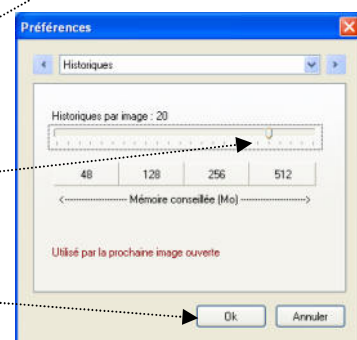 Préférences
Historiques
Historiques par image : 20
48 128 256 512
<-------------- Mémoire conseillée (Mo) -------------->
Utilisé par la prochaine image ouverte
Ok Annuler